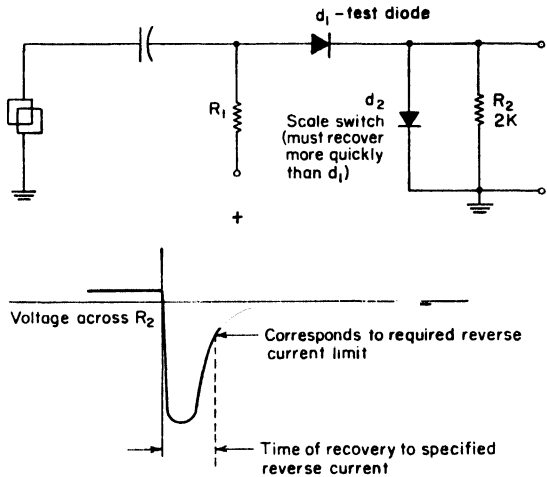 d₁-test diode
R₁
+
d₂
Scale switch
(must recover
more quickly
than d₁)
R₂
2K
Voltage across R₂
Corresponds to required reverse
current limit
Time of recovery to specified
reverse current